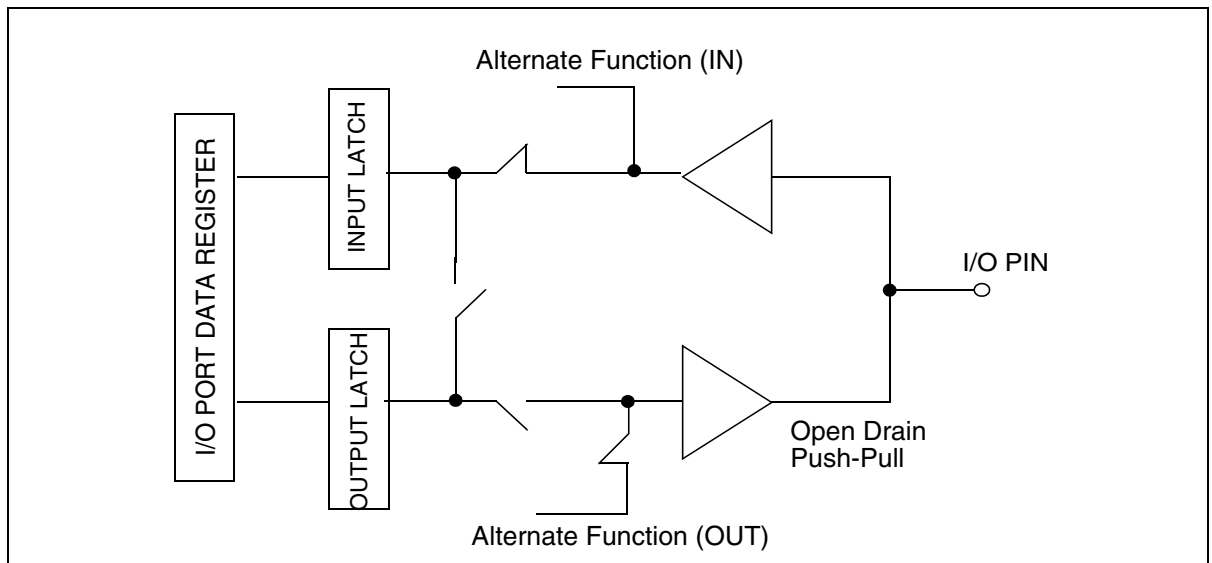 Alternate Function (IN)
I/O PORT DATA REGISTER
INPUT LATCH
I/O PIN
OUTPUT LATCH
Open Drain
Push-Pull
Alternate Function (OUT)